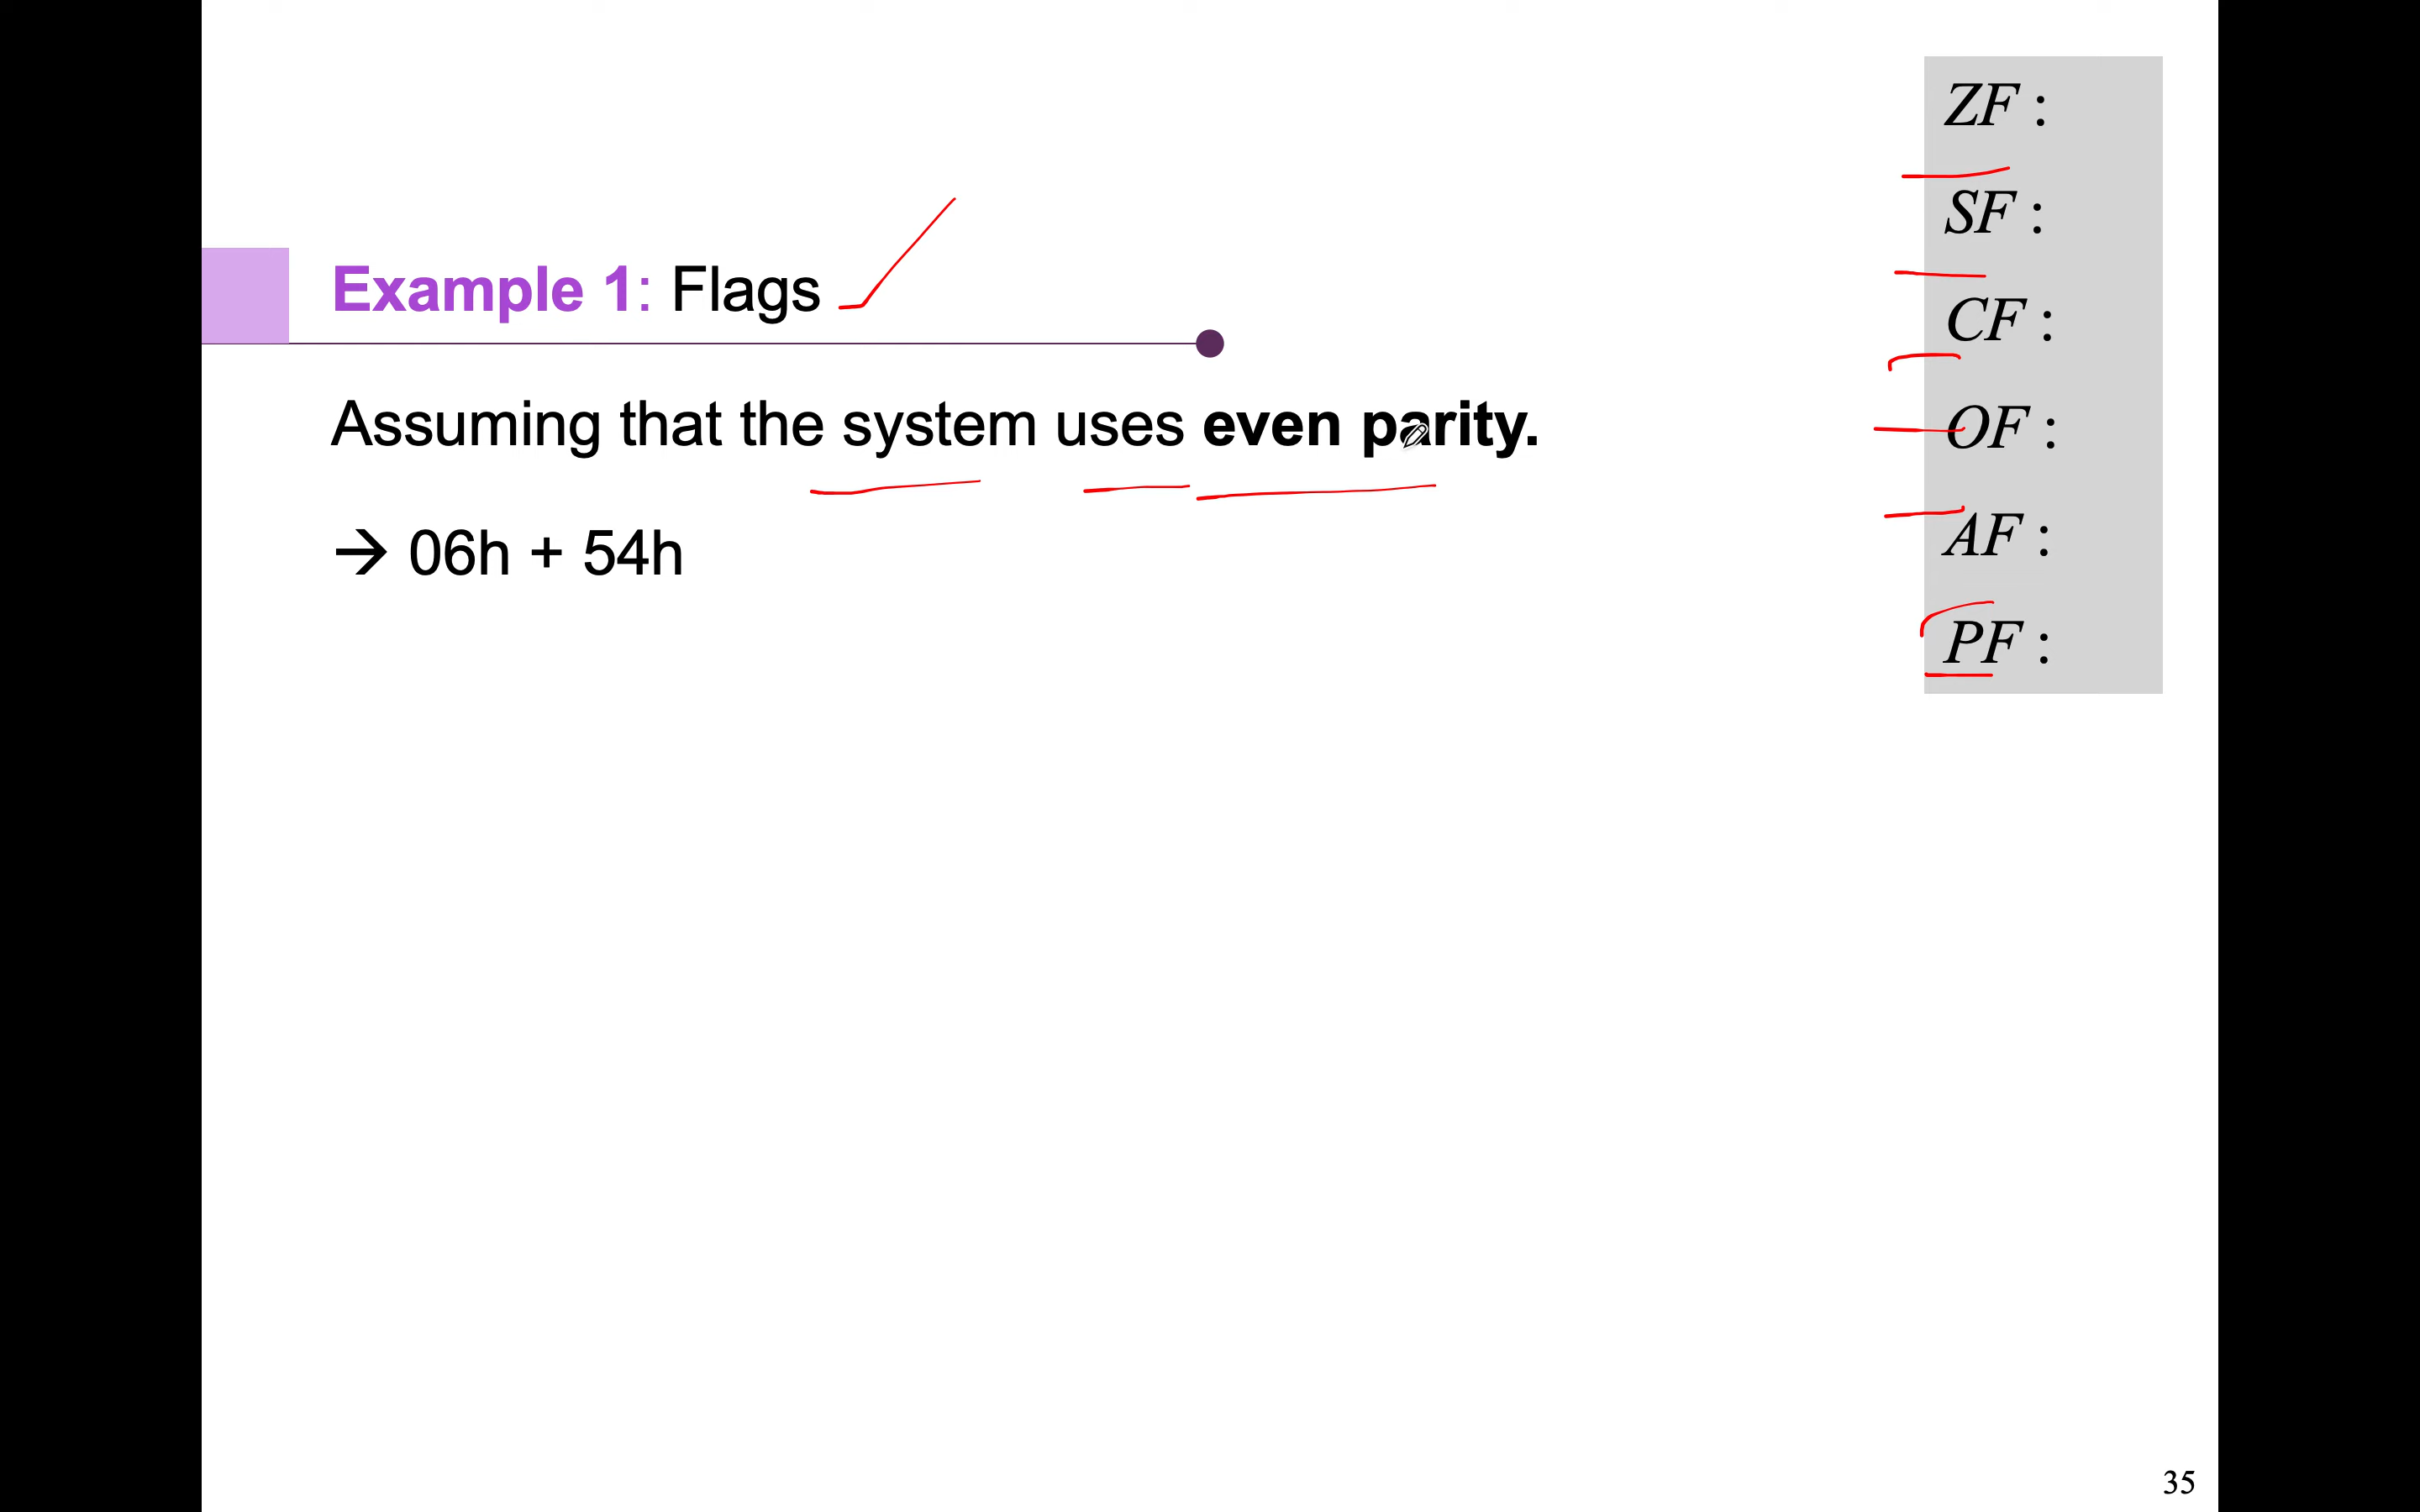 Example 1: Flags
Assuming that the system uses even parity.
→ 06h + 54h
ZF :
SF :
CF :
OF :
AF :
PF :
35